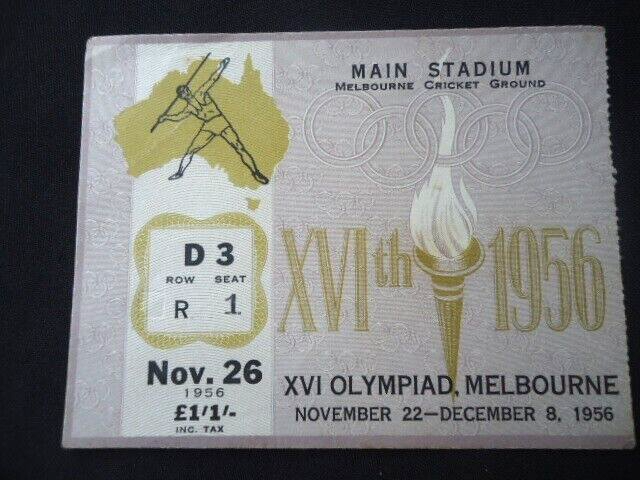 MAIN STADIUM
MELBOURNE CRICKET GROUND
D 3
ROW SEAT
R 1
XVIth 1956
Nov. 26
1956
£1/1/-
INC. TAX
XVI OLYMPIAD, MELBOURNE
NOVEMBER 22—DECEMBER 8, 1956